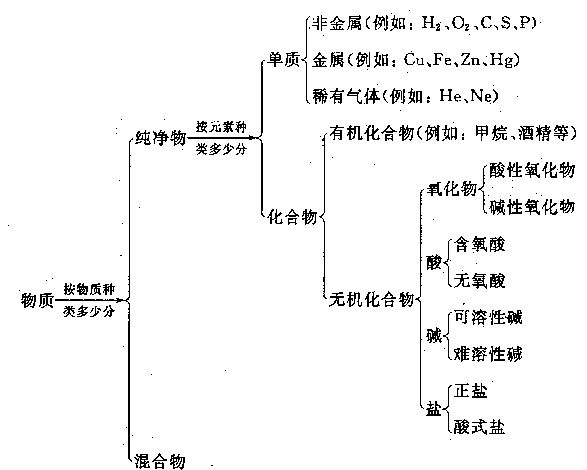 非金属(例如：H₂、O₂、C、S、P)
单质
金属(例如：Cu、Fe、Zn、Hg)
稀有气体(例如：He、Ne)
纯净物
按元素种
类多少分
有机化合物(例如：甲烷、酒精等)
化合物
氧化物
酸性氧化物
碱性氧化物
酸
含氧酸
无氧酸
物质
按物质种
类多少分
无机化合物
碱
可溶性碱
难溶性碱
盐
正盐
酸式盐
混合物